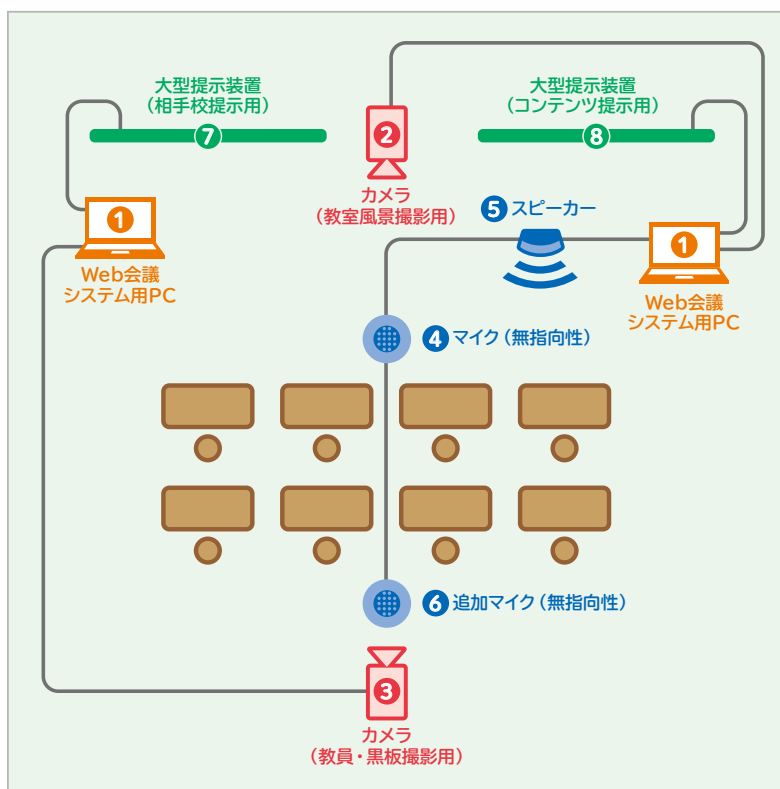 大型提示装置
(相手校提示用)
7
2
カメラ
(教室風景撮影用)
大型提示装置
(コンテンツ提示用)
8
1
Web会議
システム用PC
5 スピーカー
1
Web会議
システム用PC
4 マイク(無指向性)
6 追加マイク(無指向性)
3
カメラ
(教員・黒板撮影用)